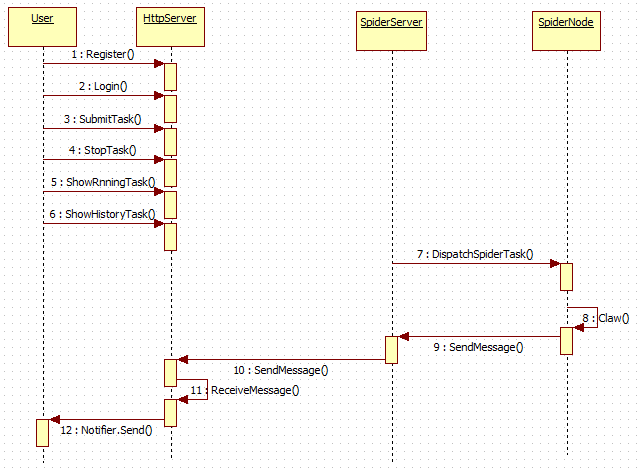 User
HttpServer
SpiderServer
SpiderNode
1 : Register()
2 : Login()
3 : SubmitTask()
4 : StopTask()
5 : ShowRnningTask()
6 : ShowHistoryTask()
7 : DispatchSpiderTask()
8 : Claw()
9 : SendMessage()
10 : SendMessage()
11 : ReceiveMessage()
12 : Notifier.Send()